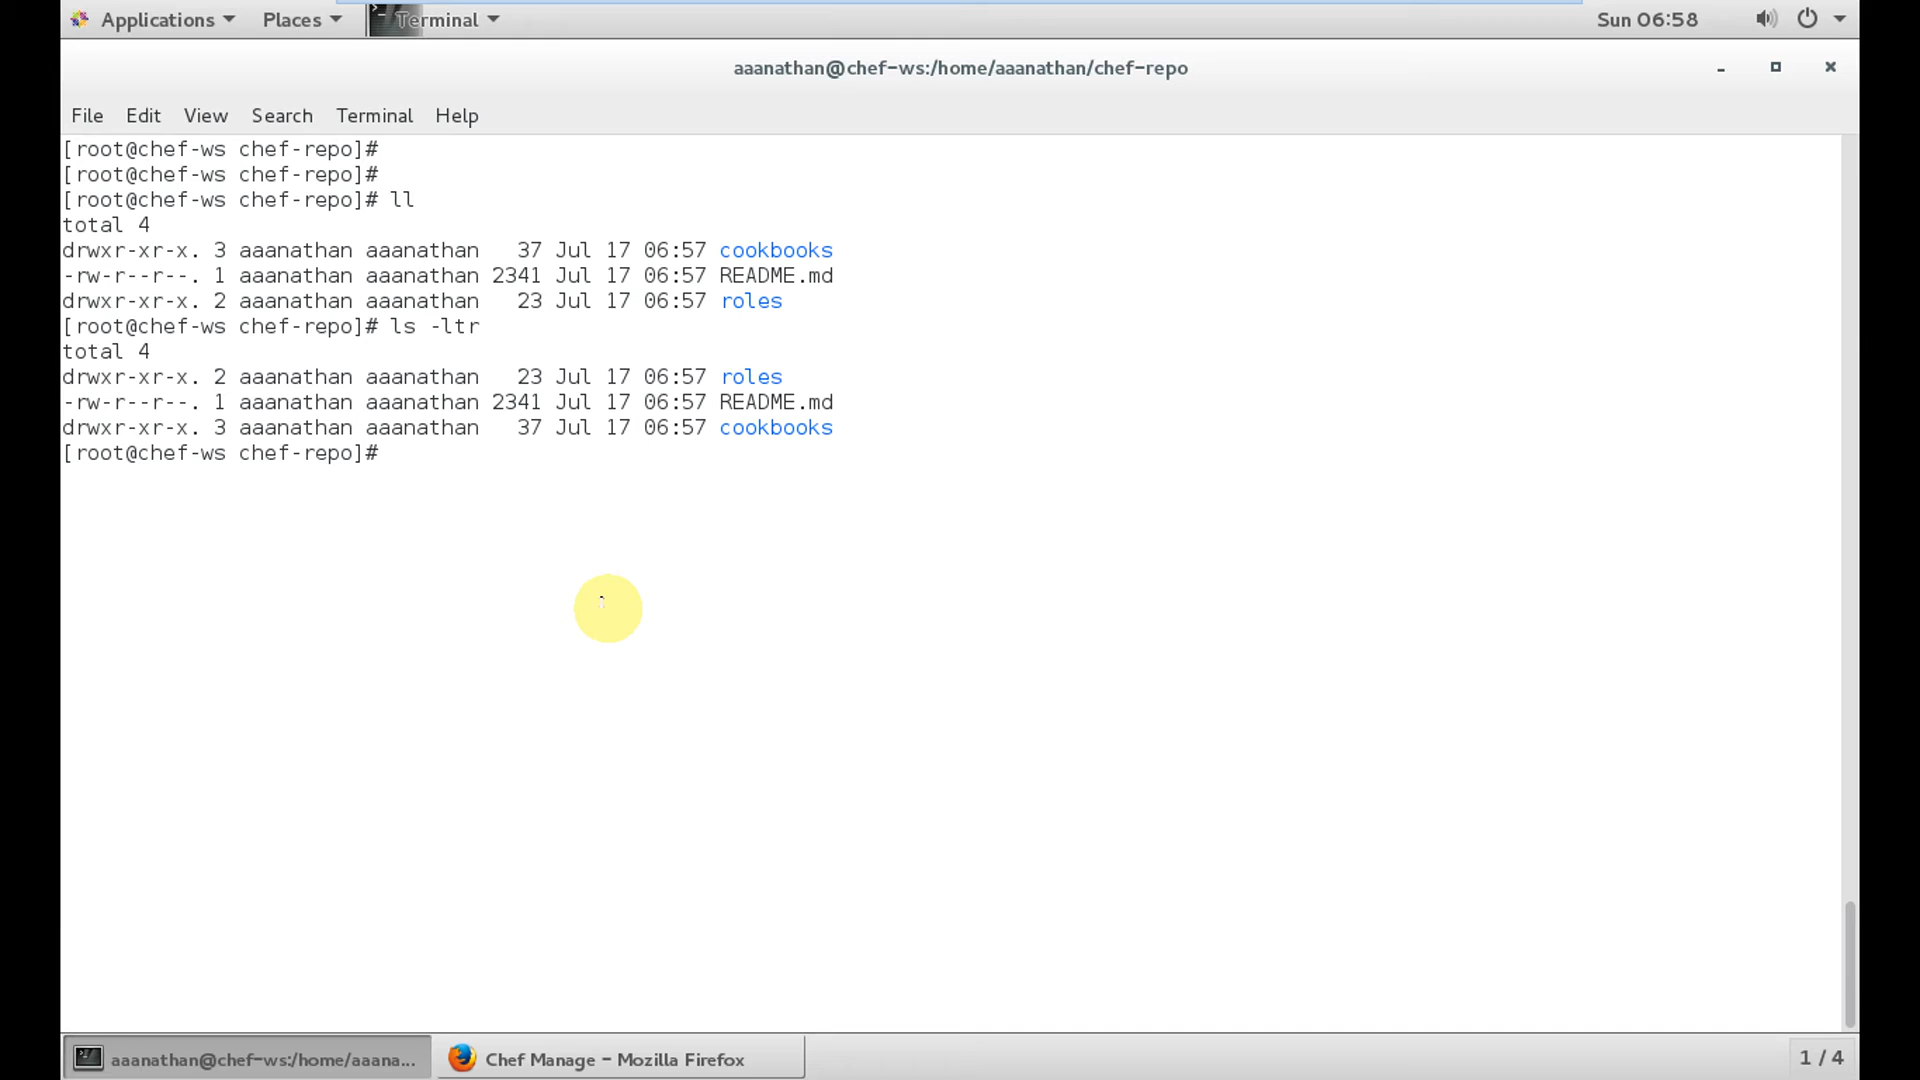 Applications Places Terminal Sun 06:58
aaanathan@chef-ws:/home/aaanathan/chef-repo
File Edit View Search Terminal Help
[root@chef-ws chef-repo]#
[root@chef-ws chef-repo]#
[root@chef-ws chef-repo]# ll
total 4
drwxr-xr-x. 3 aaanathan aaanathan   37 Jul 17 06:57 cookbooks
-rw-r--r--. 1 aaanathan aaanathan 2341 Jul 17 06:57 README.md
drwxr-xr-x. 2 aaanathan aaanathan   23 Jul 17 06:57 roles
[root@chef-ws chef-repo]# ls -ltr
total 4
drwxr-xr-x. 2 aaanathan aaanathan   23 Jul 17 06:57 roles
-rw-r--r--. 1 aaanathan aaanathan 2341 Jul 17 06:57 README.md
drwxr-xr-x. 3 aaanathan aaanathan   37 Jul 17 06:57 cookbooks
[root@chef-ws chef-repo]#
aaanathan@chef-ws:/home/aaana... Chef Manage - Mozilla Firefox 1 / 4